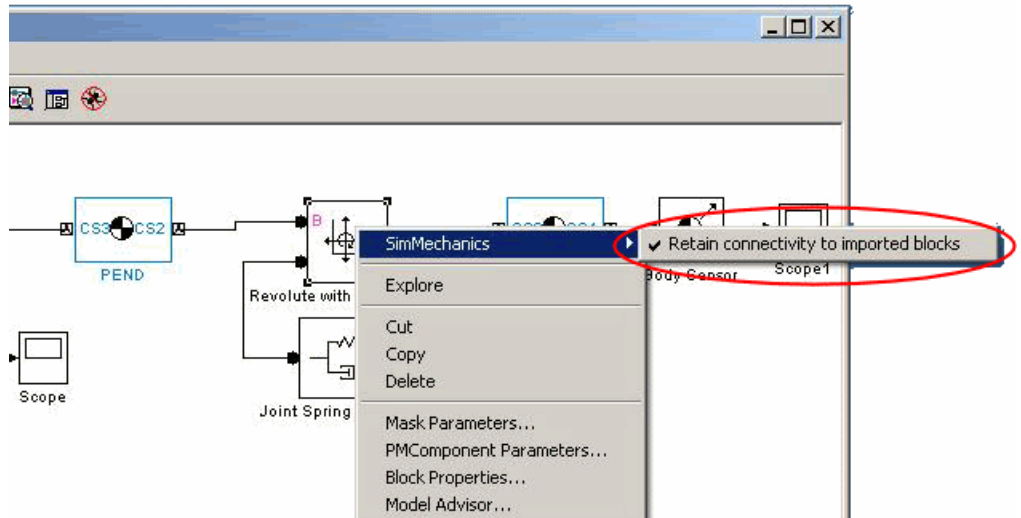 CS3 CS2
B
PEND
Revolute with
Joint Spring
Scope
SimMechanics
✔ Retain connectivity to imported blocks
Body Sensor
Scope1
Explore
Cut
Copy
Delete
Mask Parameters...
PMComponent Parameters...
Block Properties...
Model Advisor...